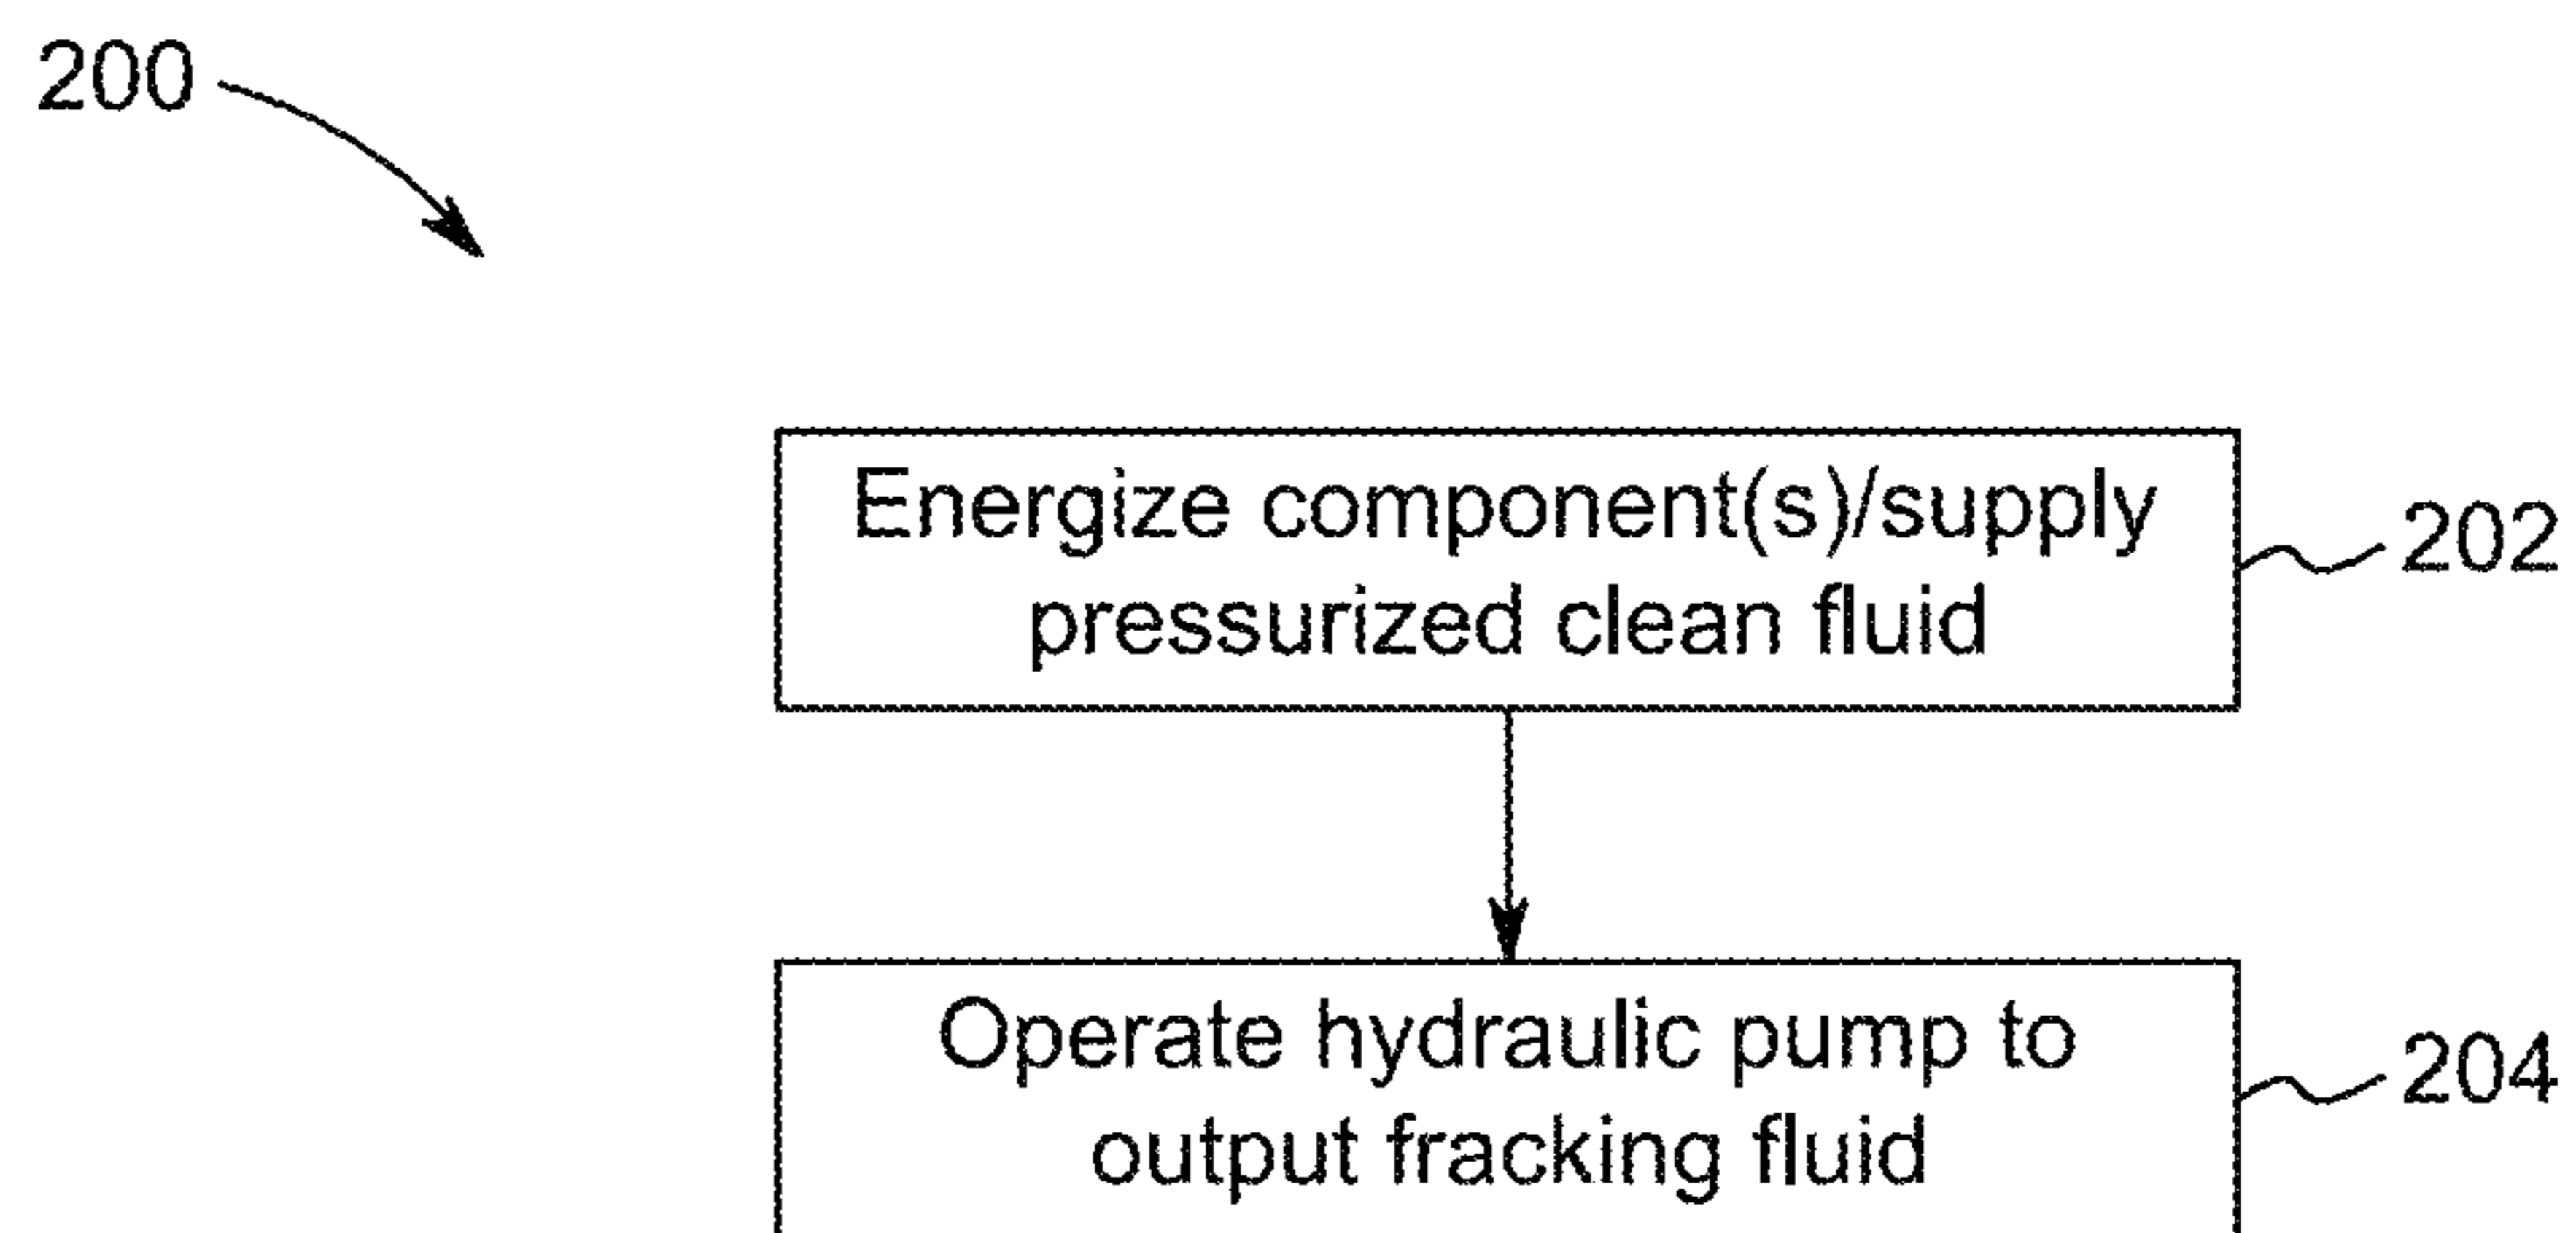 200
Energize component(s)/supply
pressurized clean fluid
202
Operate hydraulic pump to
output fracking fluid
204